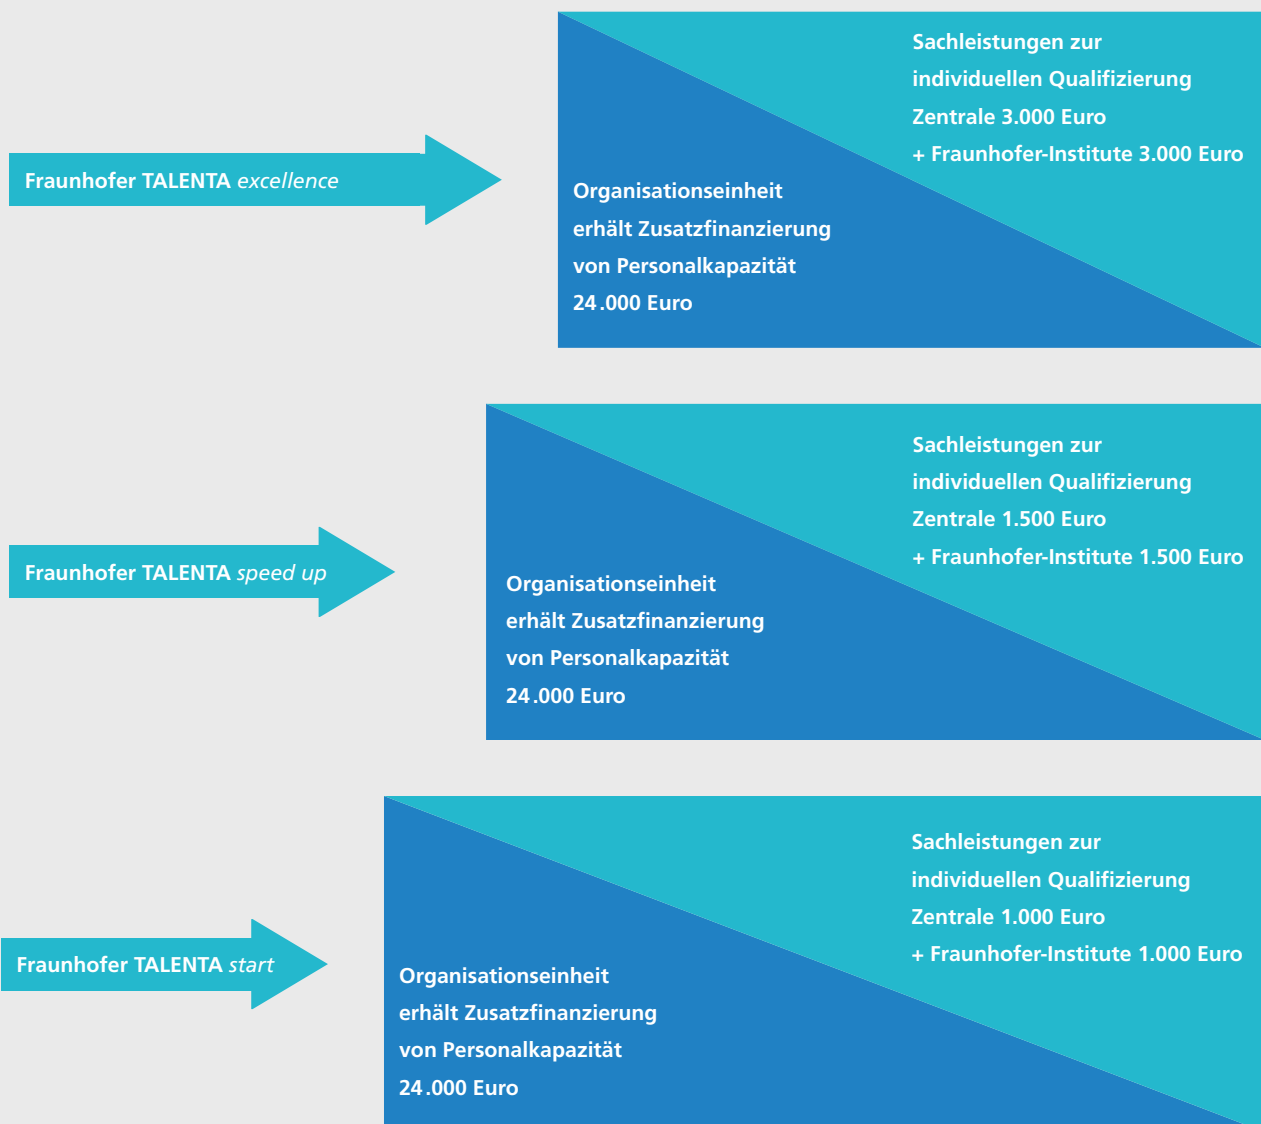 Sachleistungen zur
individuellen Qualifizierung
Zentrale 3.000 Euro
+ Fraunhofer-Institute 3.000 Euro
Fraunhofer TALENTA excellence
Organisationseinheit
erhält Zusatzfinanzierung
von Personalkapazität
24.000 Euro
Sachleistungen zur
individuellen Qualifizierung
Zentrale 1.500 Euro
+ Fraunhofer-Institute 1.500 Euro
Fraunhofer TALENTA speed up
Organisationseinheit
erhält Zusatzfinanzierung
von Personalkapazität
24.000 Euro
Sachleistungen zur
individuellen Qualifizierung
Zentrale 1.000 Euro
+ Fraunhofer-Institute 1.000 Euro
Fraunhofer TALENTA start
Organisationseinheit
erhält Zusatzfinanzierung
von Personalkapazität
24.000 Euro